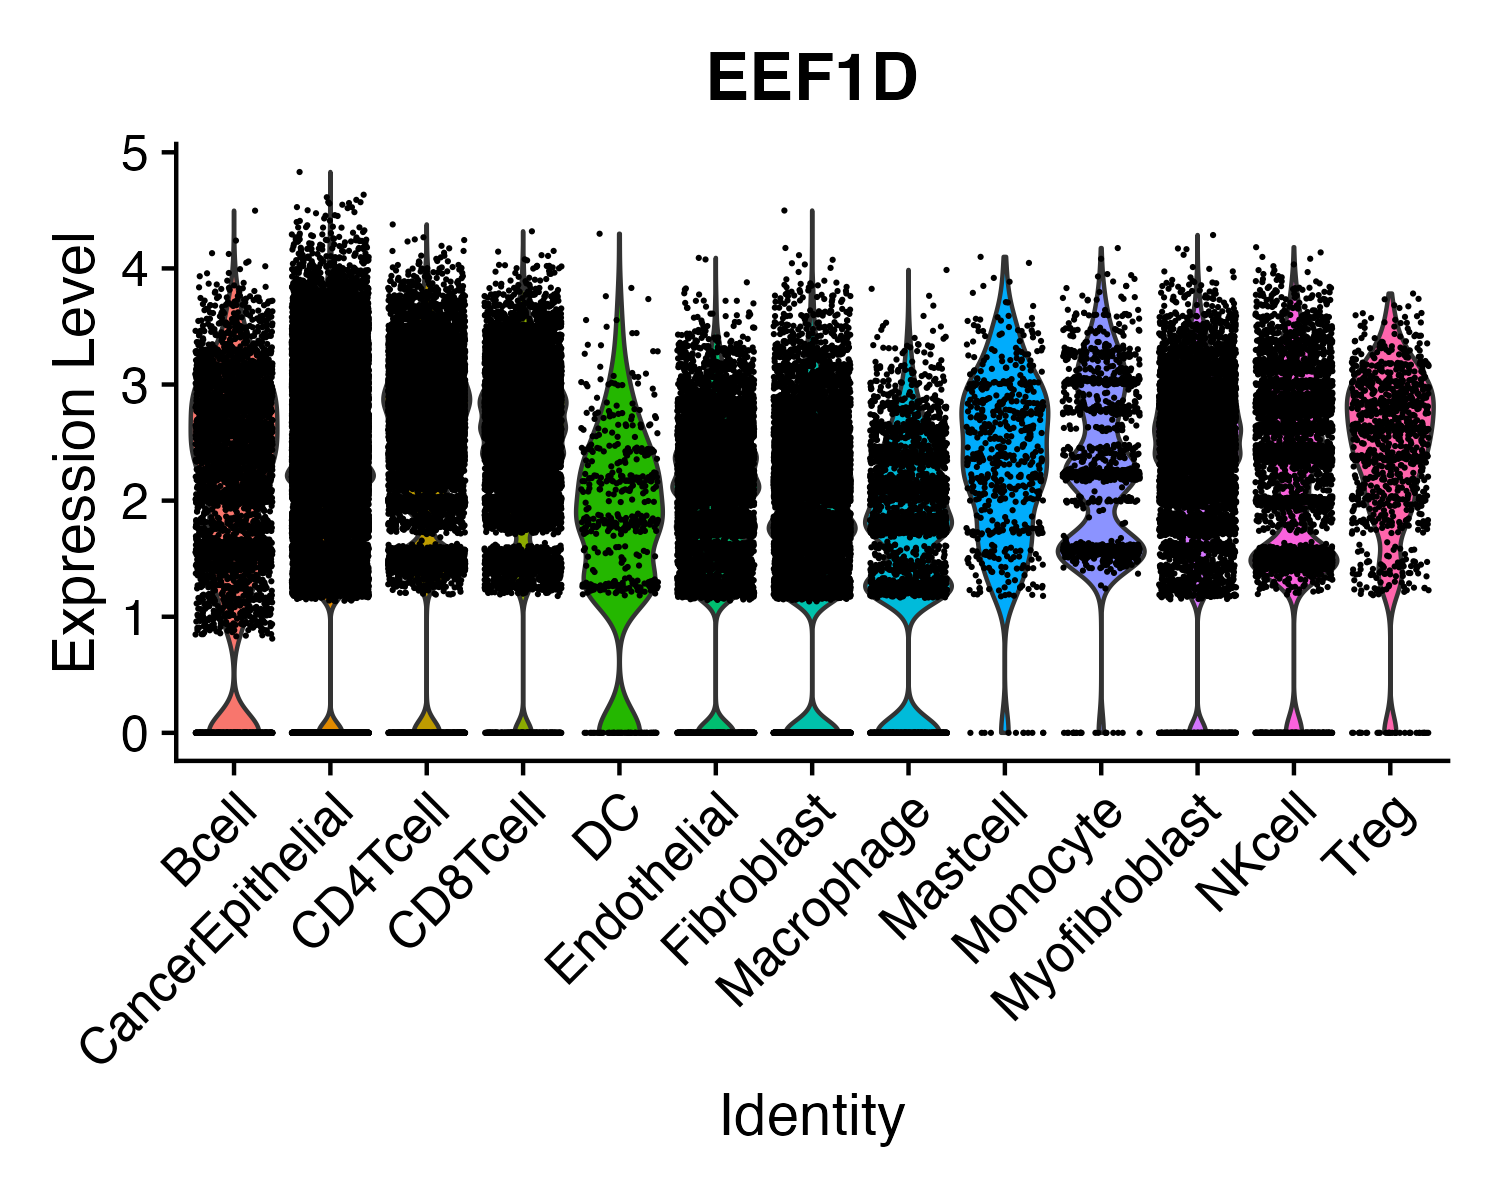 EEF1D
Expression Level
5
4
3
2
1
0
Bcell
CancerEpithelial
CD4Tcell
CD8Tcell
DC
Endothelial
Fibroblast
Macrophage
Mastcell
Monocyte
Myofibroblast
NKcell
Treg
Identity